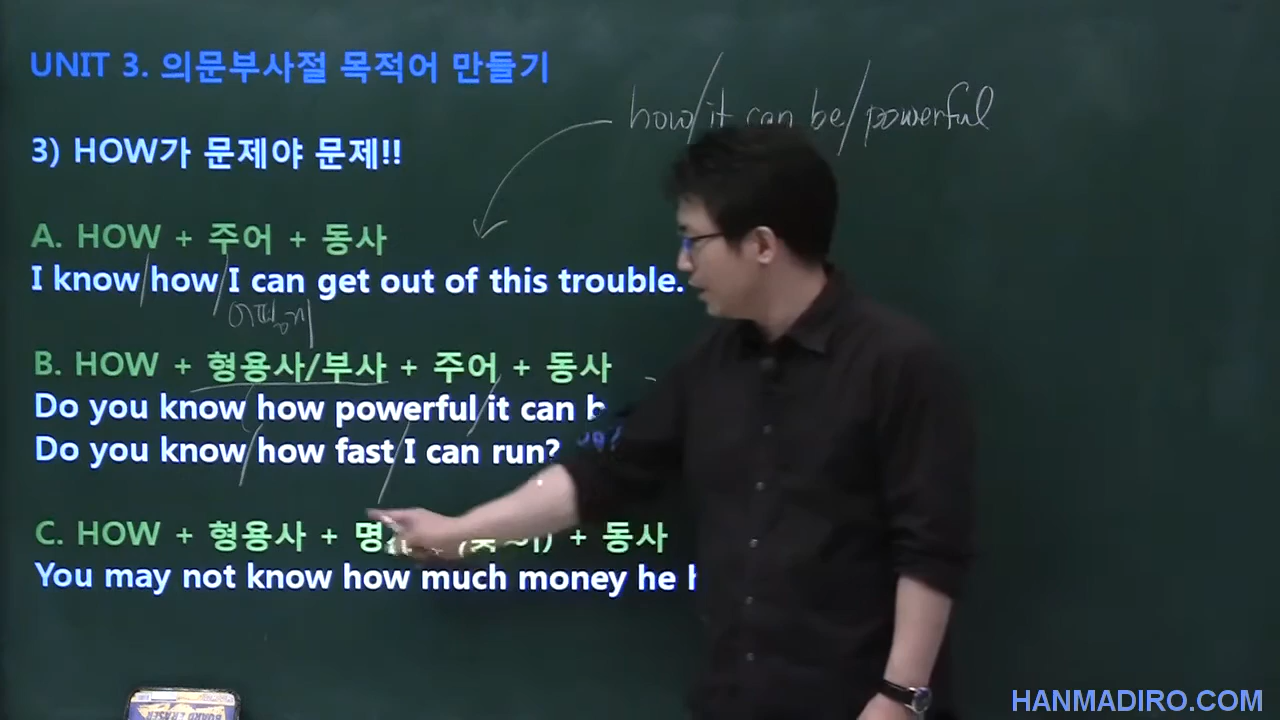 UNIT 3. 의문부사절 목적어 만들기
how/it can be/powerful
3) HOW가 문제야 문제!!
A. HOW + 주어 + 동사
I know how I can get out of this trouble.
어떻게
B. HOW + 형용사/부사 + 주어 + 동사
Do you know how powerful it can
Do you know how fast I can run?
C. HOW + 형용사 + + 동사
You may not know how much money he
BOARD ERASER
HANMADIRO.COM